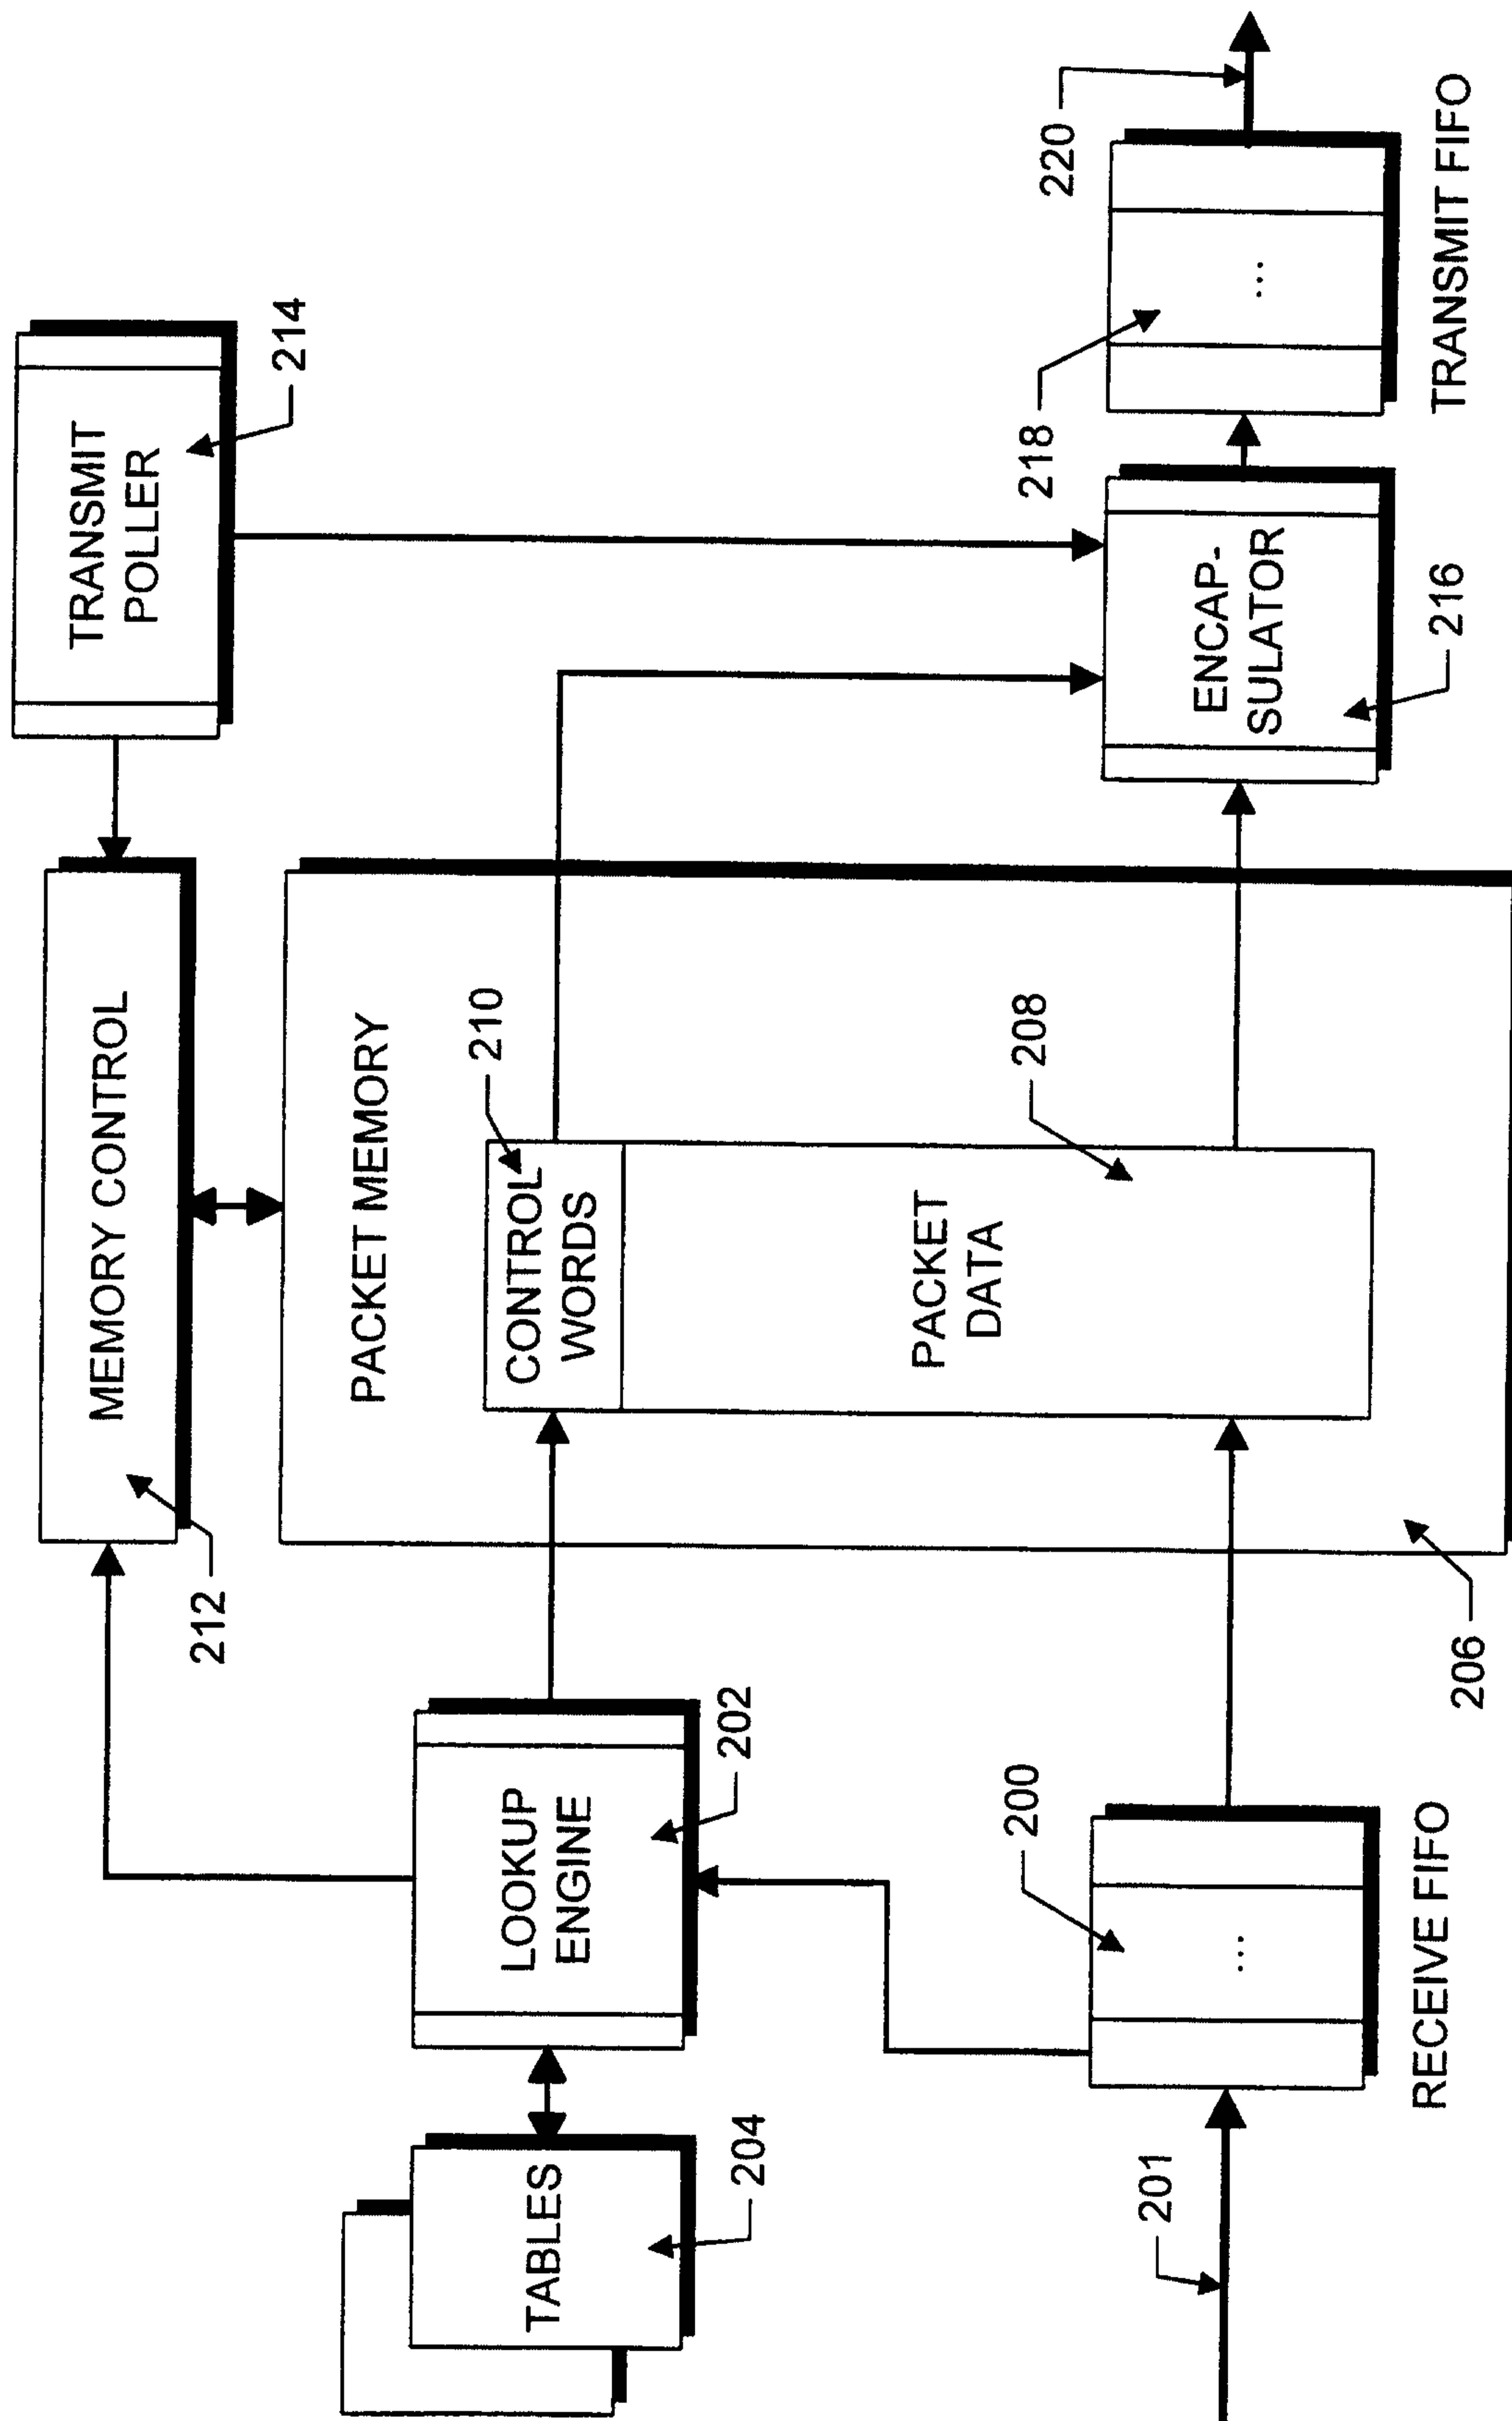 MEMORY CONTROL
212
TRANSMIT
POLLER
214
PACKET MEMORY
TABLES
204
LOOKUP
ENGINE
202
CONTROL
WORDS
210
PACKET
DATA
208
206
201
200
...
RECEIVE FIFO
ENCAP-
SULATOR
216
218
...
220
TRANSMIT FIFO